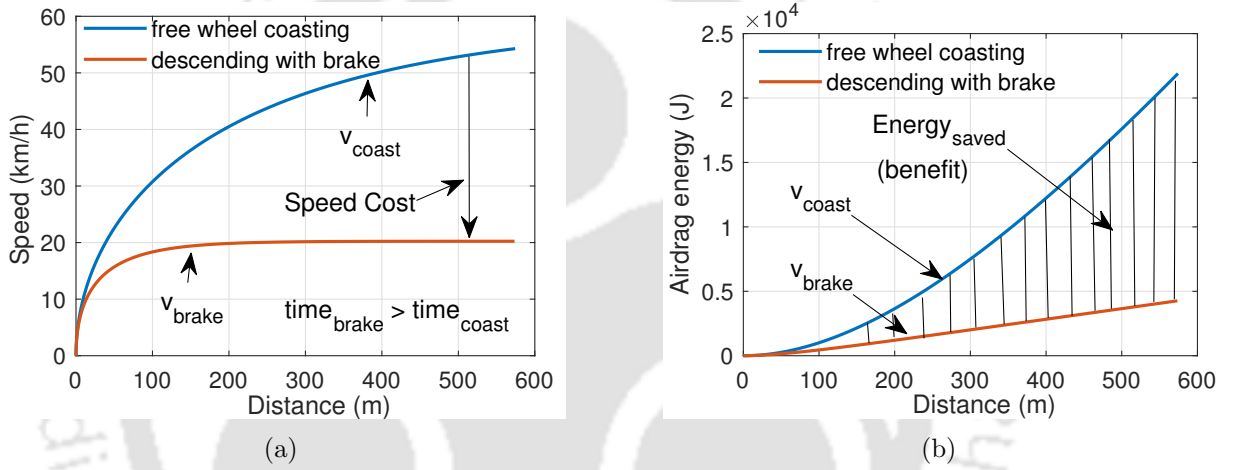 60
50
40
30
20
10
0
Speed (km/h)
free wheel coasting
descending with brake
v_coast
Speed Cost
v_brake
time_brake > time_coast
0 100 200 300 400 500 600
Distance (m)
(a)
×10^4
2.5
2
1.5
1
0.5
0
Airdrag energy (J)
free wheel coasting
descending with brake
Energy_saved
(benefit)
v_coast
v_brake
0 100 200 300 400 500 600
Distance (m)
(b)